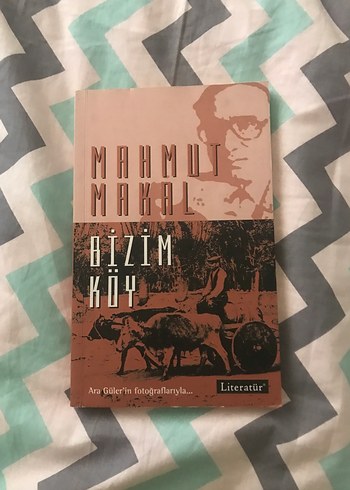 MAHMUT
MAKAL
BİZİM
KÖY
Ara Güler'in fotoğraflarıyla...
Literatür